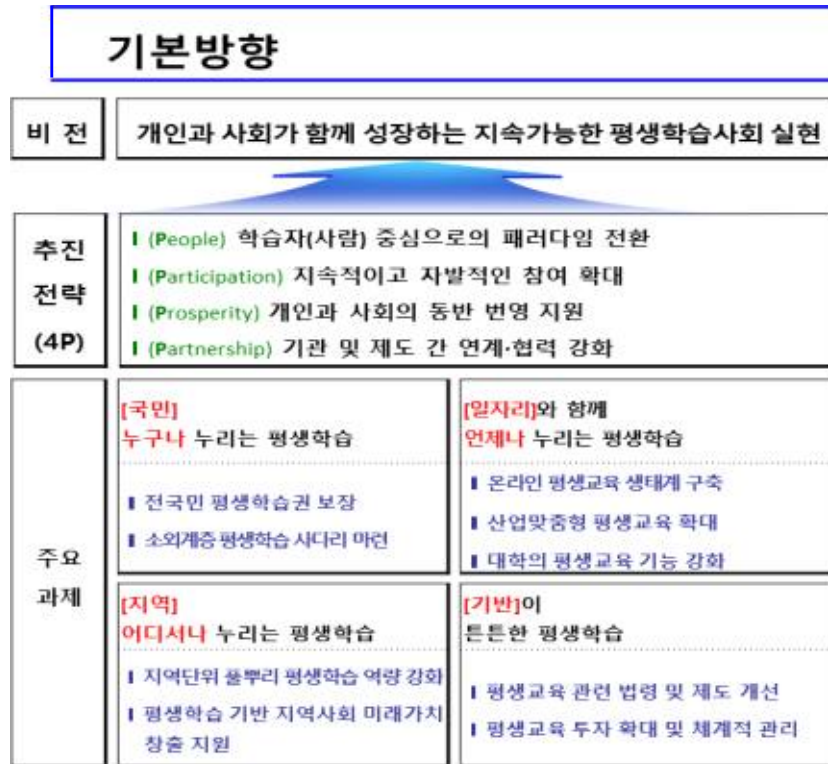 기본방향
비 전
개인과 사회가 함께 성장하는 지속가능한 평생학습사회 실현
추진
전략
(4P)
(People) 학습자(사람) 중심으로의 패러다임 전환
(Participation) 지속적이고 자발적인 참여 확대
(Prosperity) 개인과 사회의 동반 번영 지원
(Partnership) 기관 및 제도 간 연계·협력 강화
주요
과제
[국민]
누구나 누리는 평생학습
전국민 평생학습권 보장
소외계층 평생학습 사다리 마련
[일자리]와 함께
언제나 누리는 평생학습
온라인 평생교육 생태계 구축
산업맞춤형 평생교육 확대
대학의 평생교육 기능 강화
[지역]
어디서나 누리는 평생학습
지역단위 풀뿌리 평생학습 역량 강화
평생학습 기반 지역사회 미래가치
창출 지원
[기반]이
튼튼한 평생학습
평생교육 관련 법령 및 제도 개선
평생교육 투자 확대 및 체계적 관리